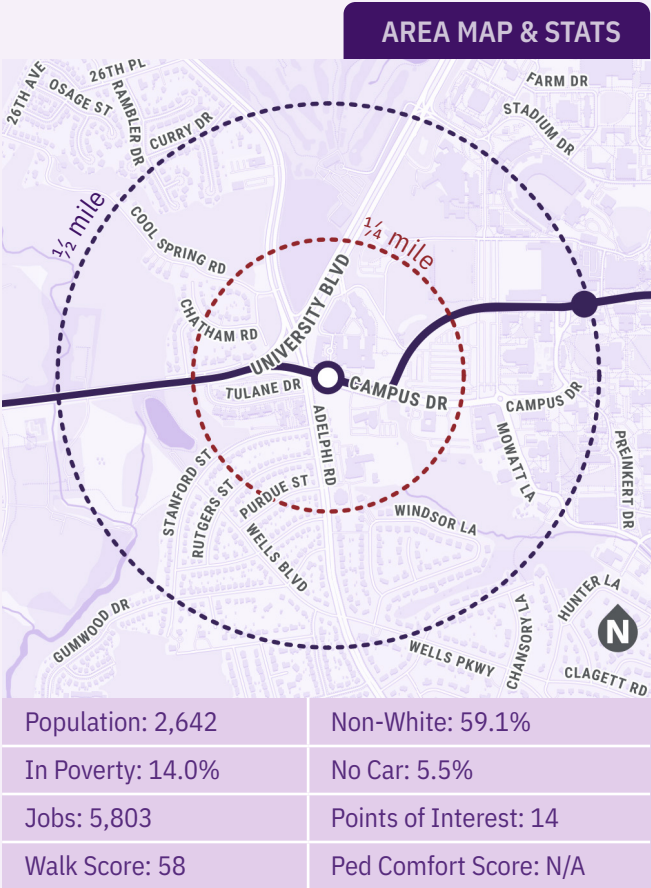 AREA MAP & STATS
26TH AVE
26TH PL
OSAGE ST
RAMBLER DR
CURRY DR
FARM DR
STADIUM DR
½ mile
¼ mile
COOL SPRING RD
CHATHAM RD
UNIVERSITY BLVD
TULANE DR
CAMPUS DR
CAMPUS DR
ADELPHI RD
MOWATT LA
PREINKERT DR
STANFORD ST
RUTGERS ST
PURDUE ST
WELLS BLVD
WINDSOR LA
GUMWOOD DR
WELLS PKWY
CHANSORY LA
HUNTER LA
N
CLAGETT RD
Population: 2,642
Non-White: 59.1%
In Poverty: 14.0%
No Car: 5.5%
Jobs: 5,803
Points of Interest: 14
Walk Score: 58
Ped Comfort Score: N/A